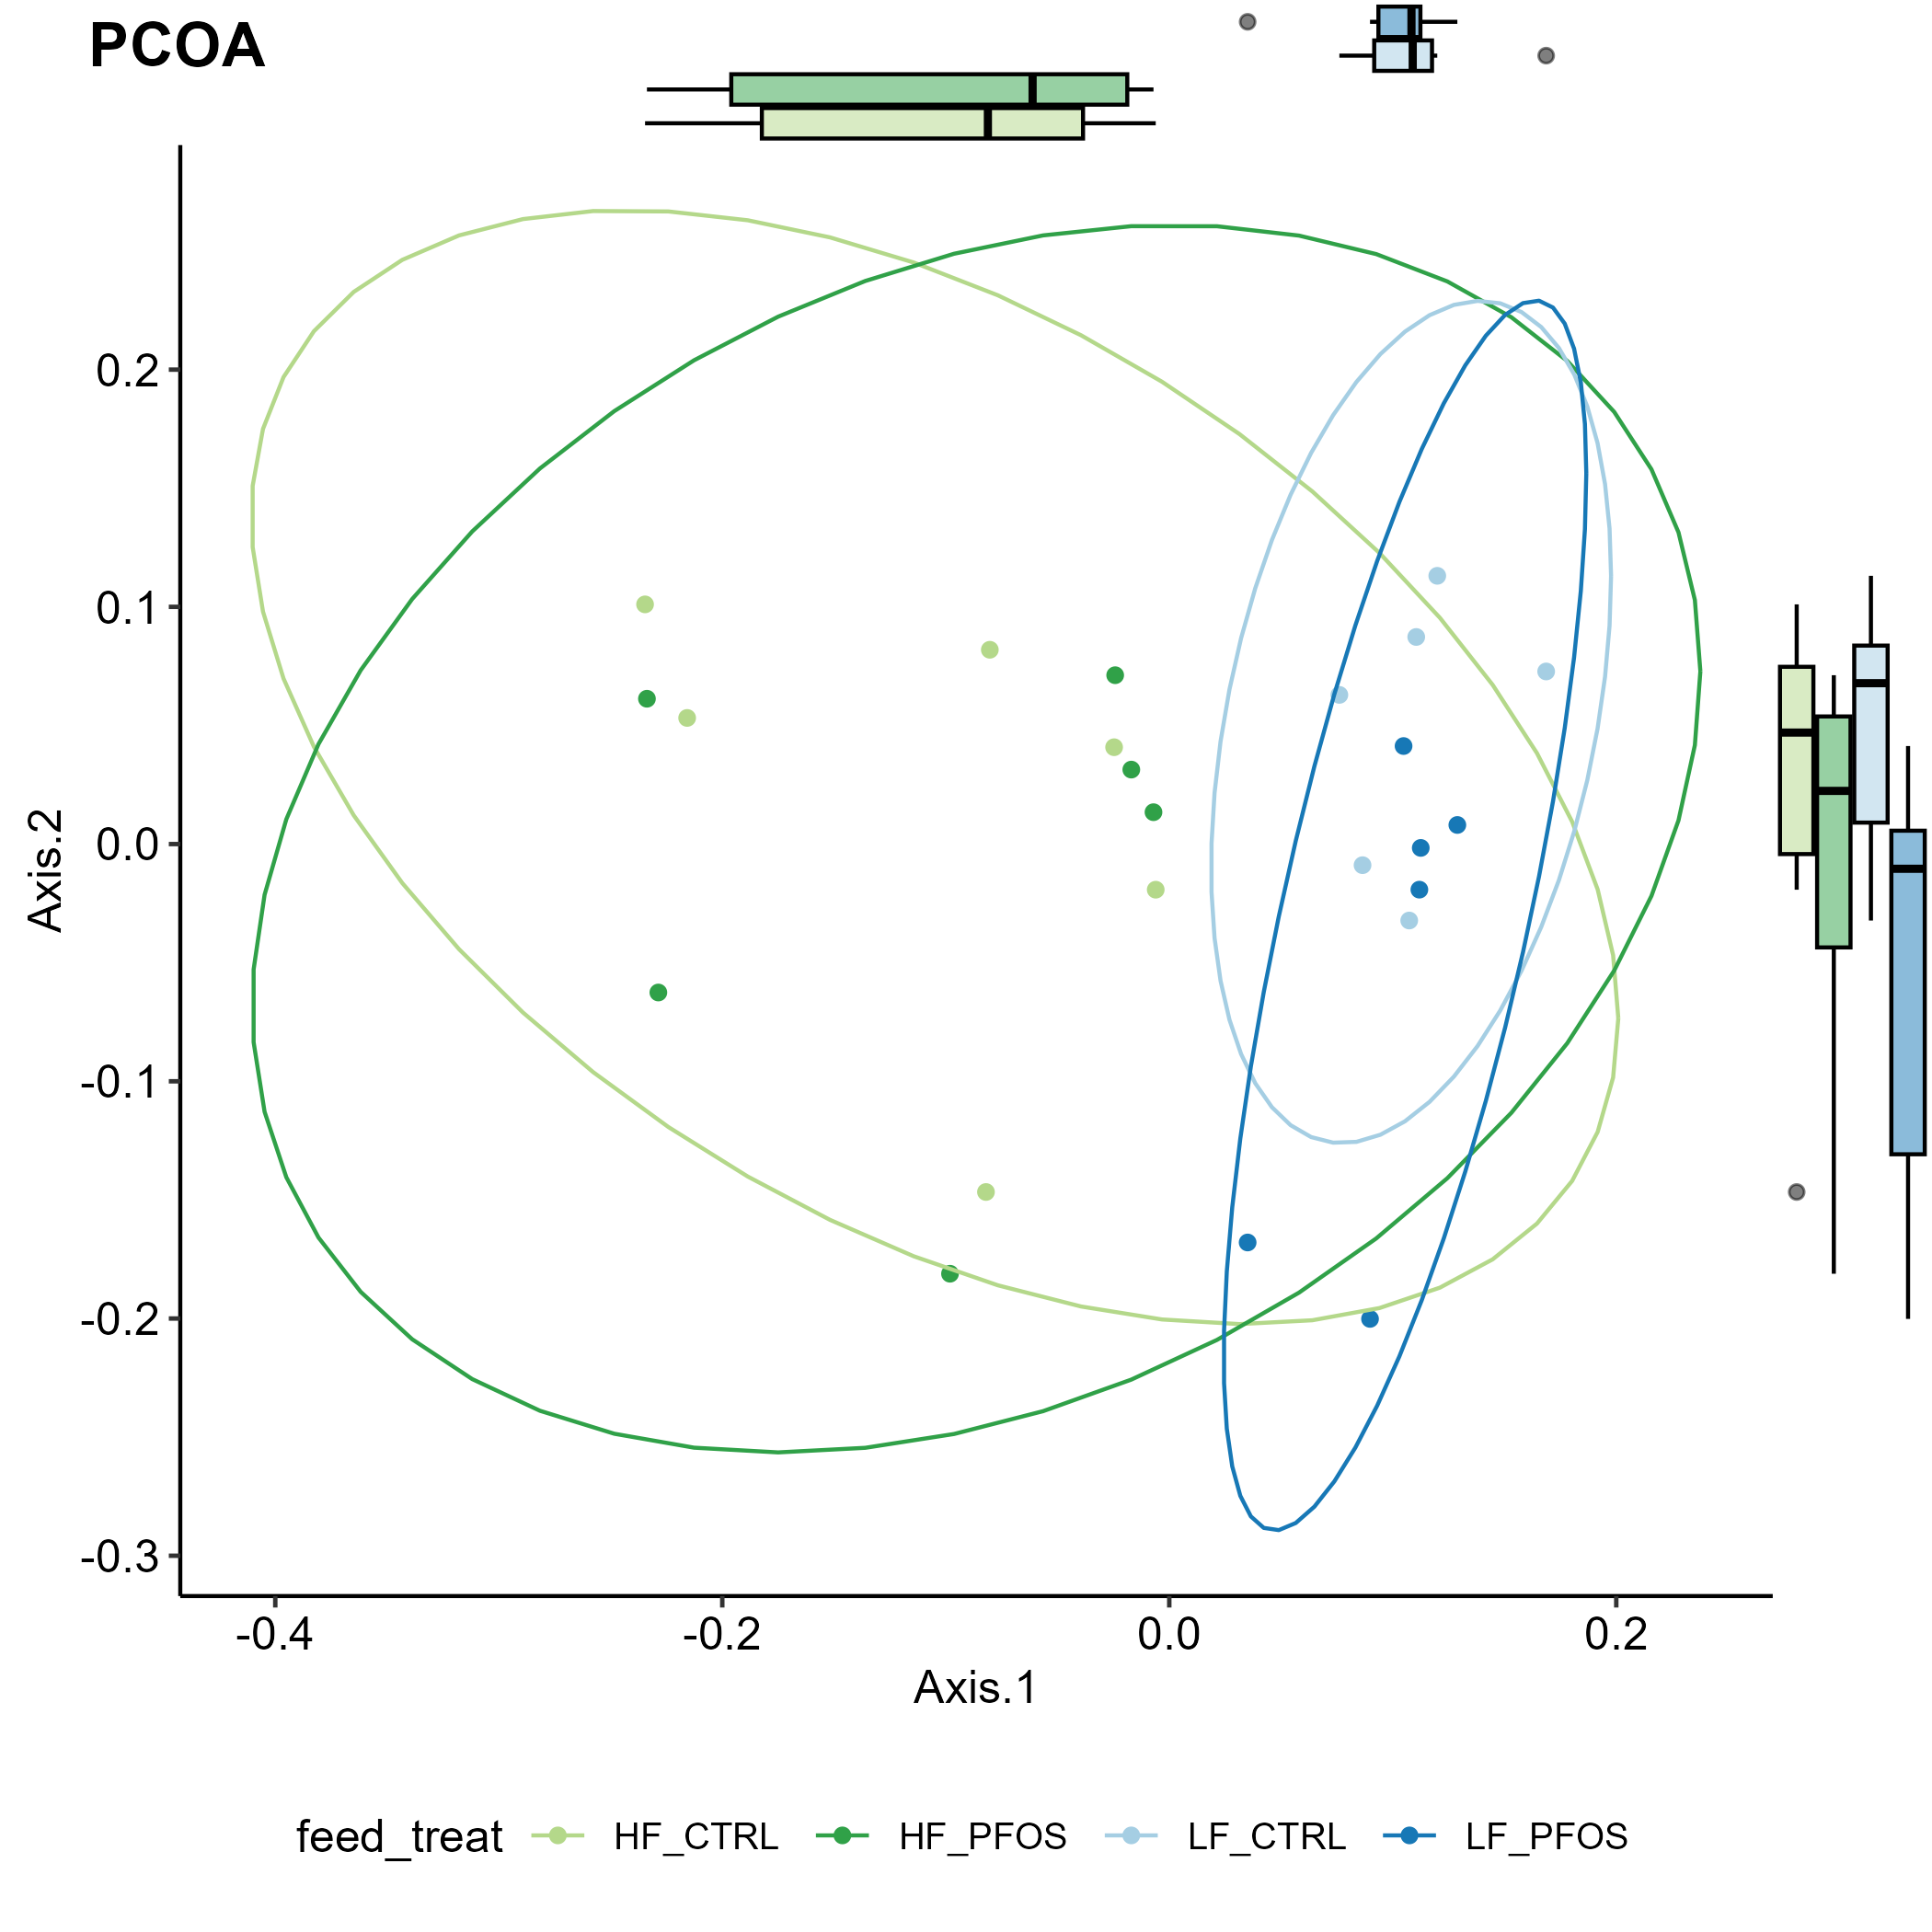 PCOA
0.2
0.1
0.0
-0.1
-0.2
-0.3
Axis.2
-0.4 -0.2 0.0 0.2
Axis.1
feed_treat HF_CTRL HF_PFOS LF_CTRL LF_PFOS